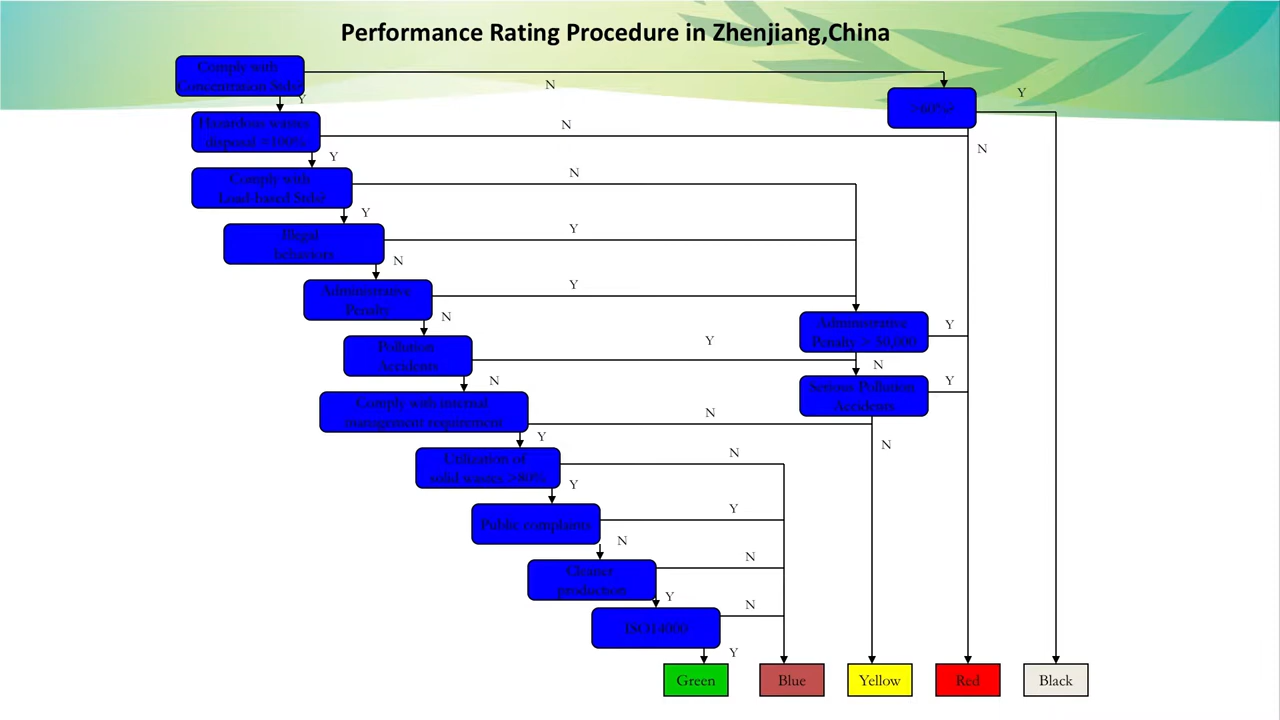 Performance Rating Procedure in Zhenjiang,China
Comply with
Concentration Stds?
N
Y
>60%?
Y
N
Hazardous wastes
disposal =100%
N
Y
Comply with
Load-based Stds?
N
Y
Illegal
behaviors
Y
N
Administrative
Penalty
Y
N
Pollution
Accidents
Y
N
Administrative
Penalty > 50,000
Y
N
Serious Pollution
Accidents
Y
N
Comply with internal
management requirement
N
Y
Utilization of
solid wastes >80%
N
Y
Public complaints
Y
N
Cleaner
production
N
Y
ISO14000
N
Y
Green
Blue
Yellow
Red
Black